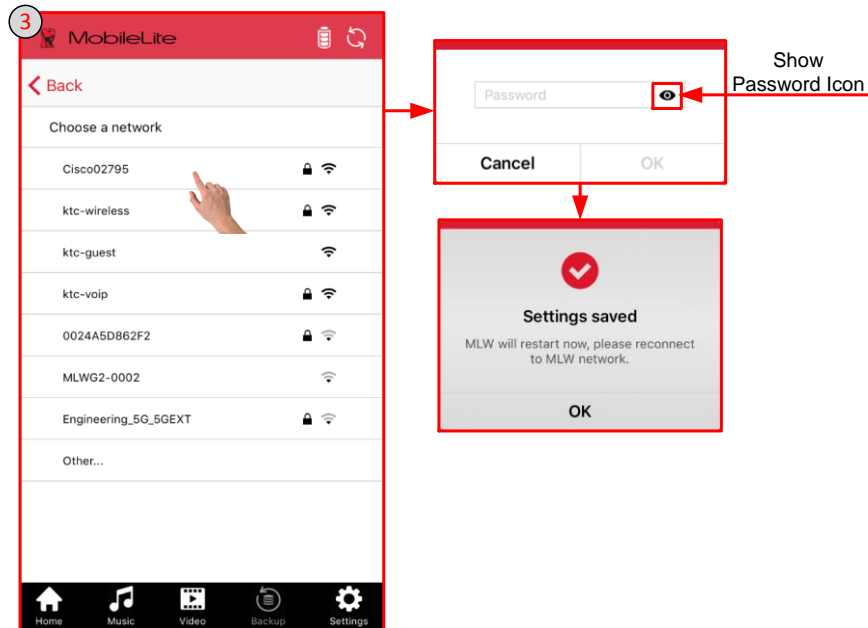 3
MobileLite
Back
Choose a network
Cisco02795
ktc-wireless
ktc-guest
ktc-voip
0024A5D862F2
MLWG2-0002
Engineering_5G_5GEXT
Other...
Home Music Video Backup Settings
Password
Cancel OK
Show
Password Icon
Settings saved
MLW will restart now, please reconnect
to MLW network.
OK